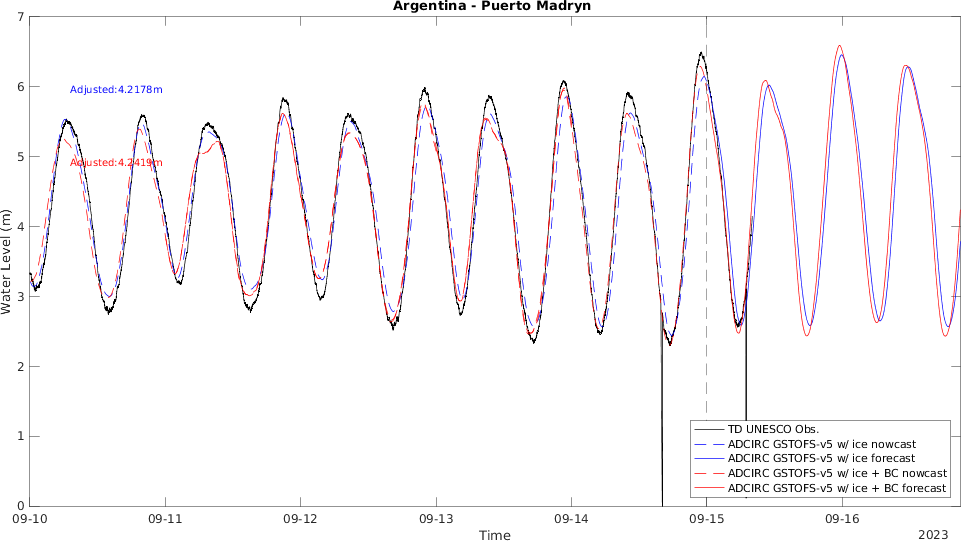 Argentina - Puerto Madryn
7
6
5
4
3
2
1
0
Water Level (m)
Adjusted:4.2178m
Adjusted:4.2419m
TD UNESCO Obs.
ADCIRC GSTOFS-v5 w/ ice nowcast
ADCIRC GSTOFS-v5 w/ ice forecast
ADCIRC GSTOFS-v5 w/ ice + BC nowcast
ADCIRC GSTOFS-v5 w/ ice + BC forecast
09-10 09-11 09-12 09-13 09-14 09-15 09-16
Time
2023